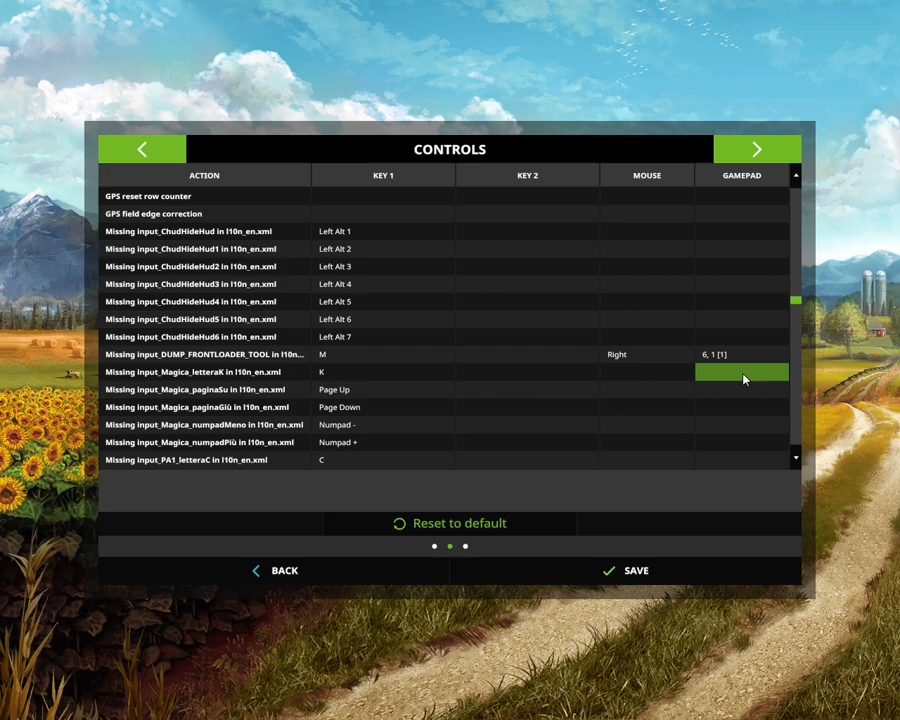 CONTROLS
ACTION KEY 1 KEY 2 MOUSE GAMEPAD
GPS reset row counter
GPS field edge correction
Missing input_ChudHideHud in l10n_en.xml Left Alt 1
Missing input_ChudHideHud1 in l10n_en.xml Left Alt 2
Missing input_ChudHideHud2 in l10n_en.xml Left Alt 3
Missing input_ChudHideHud3 in l10n_en.xml Left Alt 4
Missing input_ChudHideHud4 in l10n_en.xml Left Alt 5
Missing input_ChudHideHud5 in l10n_en.xml Left Alt 6
Missing input_ChudHideHud6 in l10n_en.xml Left Alt 7
Missing input_DUMP_FRONTLOADER_TOOL in l10n... M Right 6, 1 [1]
Missing input_Magica_letteraK in l10n_en.xml K
Missing input_Magica_paginaSu in l10n_en.xml Page Up
Missing input_Magica_paginaGiù in l10n_en.xml Page Down
Missing input_Magica_numpadMeno in l10n_en.xml Numpad -
Missing input_Magica_numpadPiù in l10n_en.xml Numpad +
Missing input_PA1_letteraC in l10n_en.xml C
Reset to default
BACK SAVE